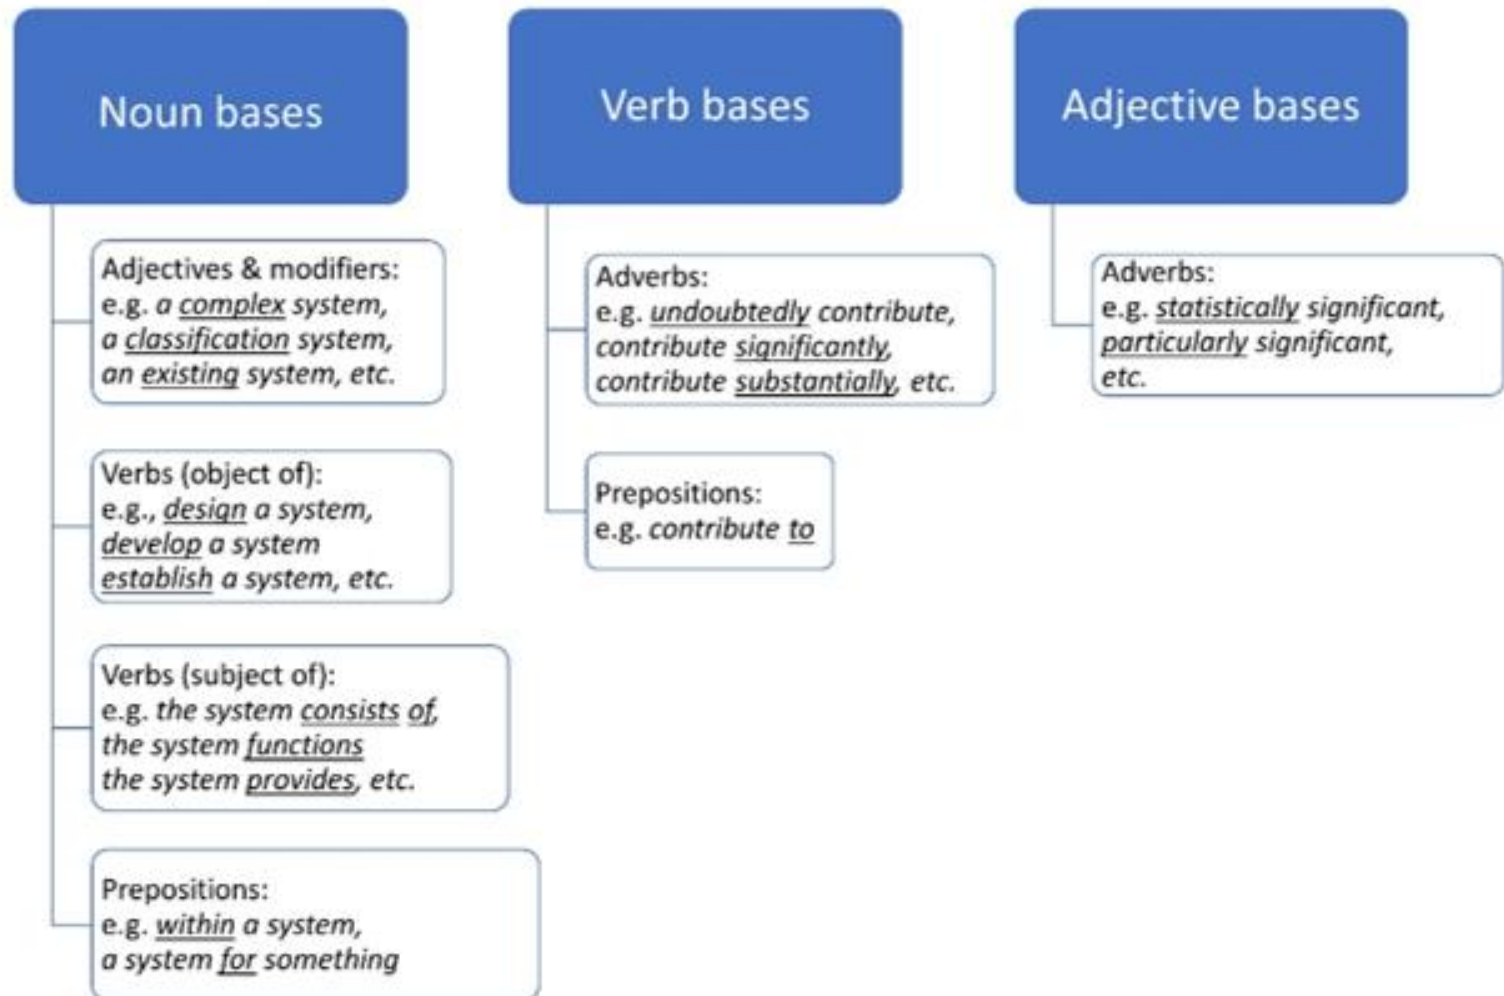 Noun bases
Adjectives & modifiers:
e.g. a complex system,
a classification system,
an existing system, etc.
Verbs (object of):
e.g., design a system,
develop a system
establish a system, etc.
Verbs (subject of):
e.g. the system consists of,
the system functions
the system provides, etc.
Prepositions:
e.g. within a system,
a system for something
Verb bases
Adverbs:
e.g. undoubtedly contribute,
contribute significantly,
contribute substantially, etc.
Prepositions:
e.g. contribute to
Adjective bases
Adverbs:
e.g. statistically significant,
particularly significant,
etc.